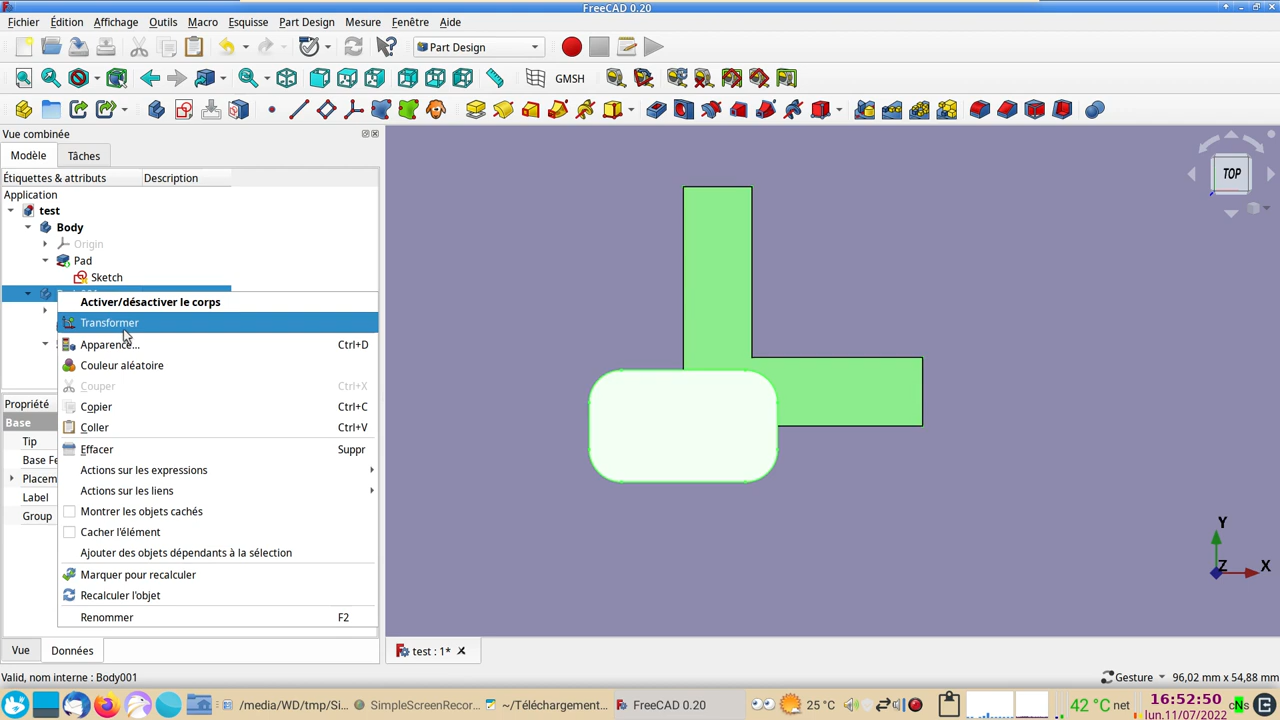 FreeCAD 0.20
Fichier Édition Affichage Outils Macro Esquisse Part Design Mesure Fenêtre Aide
Part Design
GMSH
Vue combinée
Modèle Tâches
Étiquettes & attributs Description
Application
test
Body
Origin
Pad
Sketch
Activer/désactiver le corps
Transformer
Apparence... Ctrl+D
Couleur aléatoire
Couper Ctrl+X
Copier Ctrl+C
Coller Ctrl+V
Effacer Suppr
Actions sur les expressions
Actions sur les liens
Montrer les objets cachés
Cacher l'élément
Ajouter des objets dépendants à la sélection
Marquer pour recalculer
Recalculer l'objet
Renommer F2
Propriété
Base
Tip
Base Fe
Placem
Label
Group
TOP
Y
Z X
Vue Données
test : 1*
Valid, nom interne : Body001
Gesture 96,02 mm x 54,88 mm
/media/WD/tmp/Si... SimpleScreenRecor... ~/Téléchargement... FreeCAD 0.20
25 °C
42 °C net
16:52:50
lun.11/07/2022